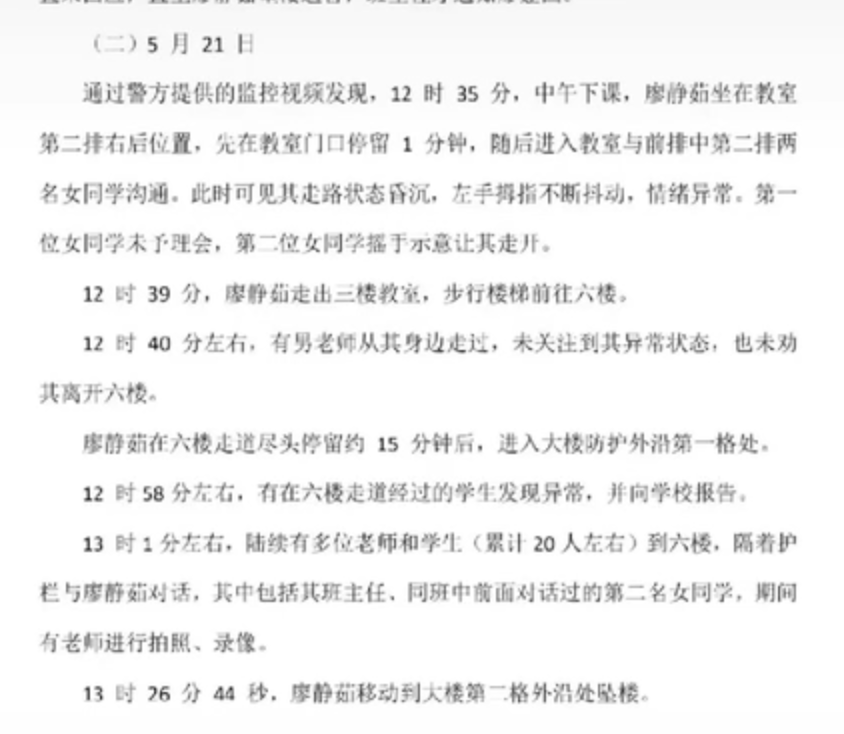 （二）5 月 21 日
通过警方提供的监控视频发现，12 时 35 分，中午下课，廖静茹坐在教室
第二排右后位置，先在教室门口停留 1 分钟，随后进入教室与前排中第二排两
名女同学沟通。此时可见其走路状态昏沉，左手拇指不断抖动，情绪异常。第一
位女同学未予理会，第二位女同学摇手示意让其走开。
12 时 39 分，廖静茹走出三楼教室，步行楼梯前往六楼。
12 时 40 分左右，有男老师从其身边走过，未关注到其异常状态，也未劝
其离开六楼。
廖静茹在六楼走道尽头停留约 15 分钟后，进入大楼防护外沿第一格处。
12 时 58 分左右，有在六楼走道经过的学生发现异常，并向学校报告。
13 时 1 分左右，陆续有多位老师和学生（累计 20 人左右）到六楼，隔着护
栏与廖静茹对话，其中包括其班主任、同班中前面对话过的第二名女同学，期间
有老师进行拍照、录像。
13 时 26 分 44 秒，廖静茹移动到大楼第二格外沿处坠楼。